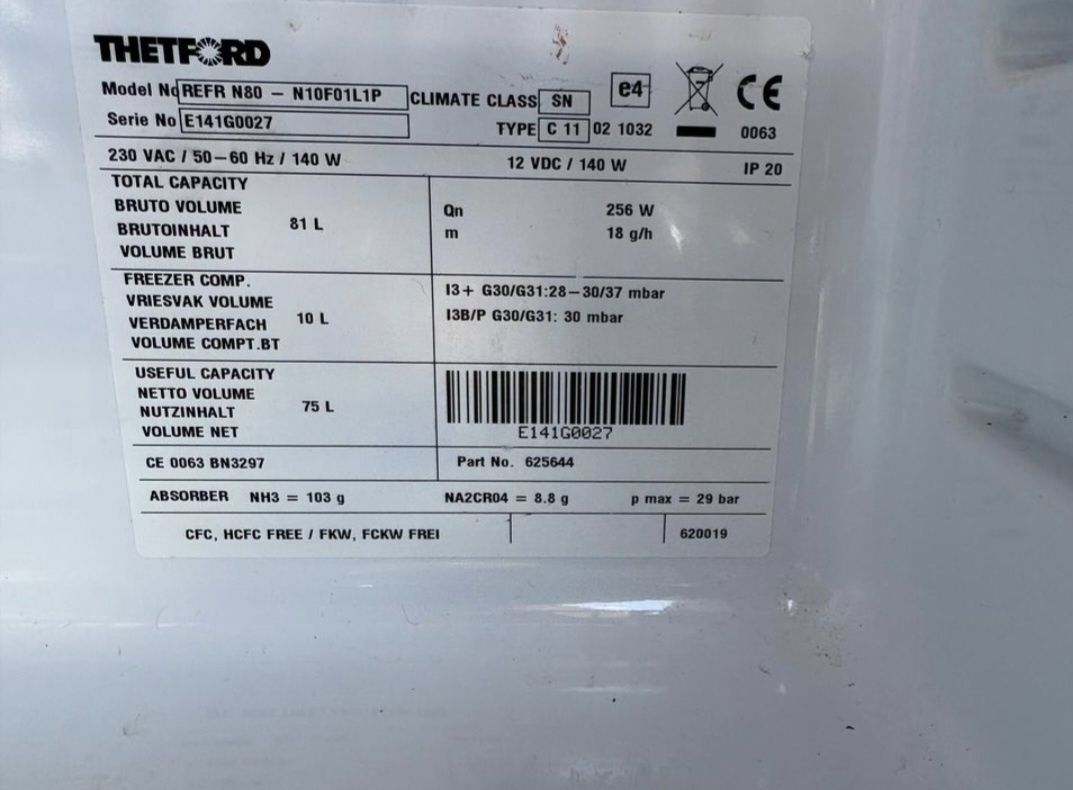 THETFORD
Model No REFR N80 – N10F01L1P CLIMATE CLASS SN e4 CE
Serie No E141G0027 TYPE C 11 02 1032 0063
230 VAC / 50–60 Hz / 140 W 12 VDC / 140 W IP 20
TOTAL CAPACITY
BRUTO VOLUME Qn 256 W
BRUTOINHALT 81 L m 18 g/h
VOLUME BRUT
FREEZER COMP. I3+ G30/G31:28–30/37 mbar
VRIESVAK VOLUME
VERDAMPERFACH 10 L I3B/P G30/G31: 30 mbar
VOLUME COMPT.BT
USEFUL CAPACITY
NETTO VOLUME
NUTZINHALT 75 L
VOLUME NET E141G0027
CE 0063 BN3297 Part No. 625644
ABSORBER NH3 = 103 g NA2CR04 = 8.8 g p max = 29 bar
CFC, HCFC FREE / FKW, FCKW FREI 620019